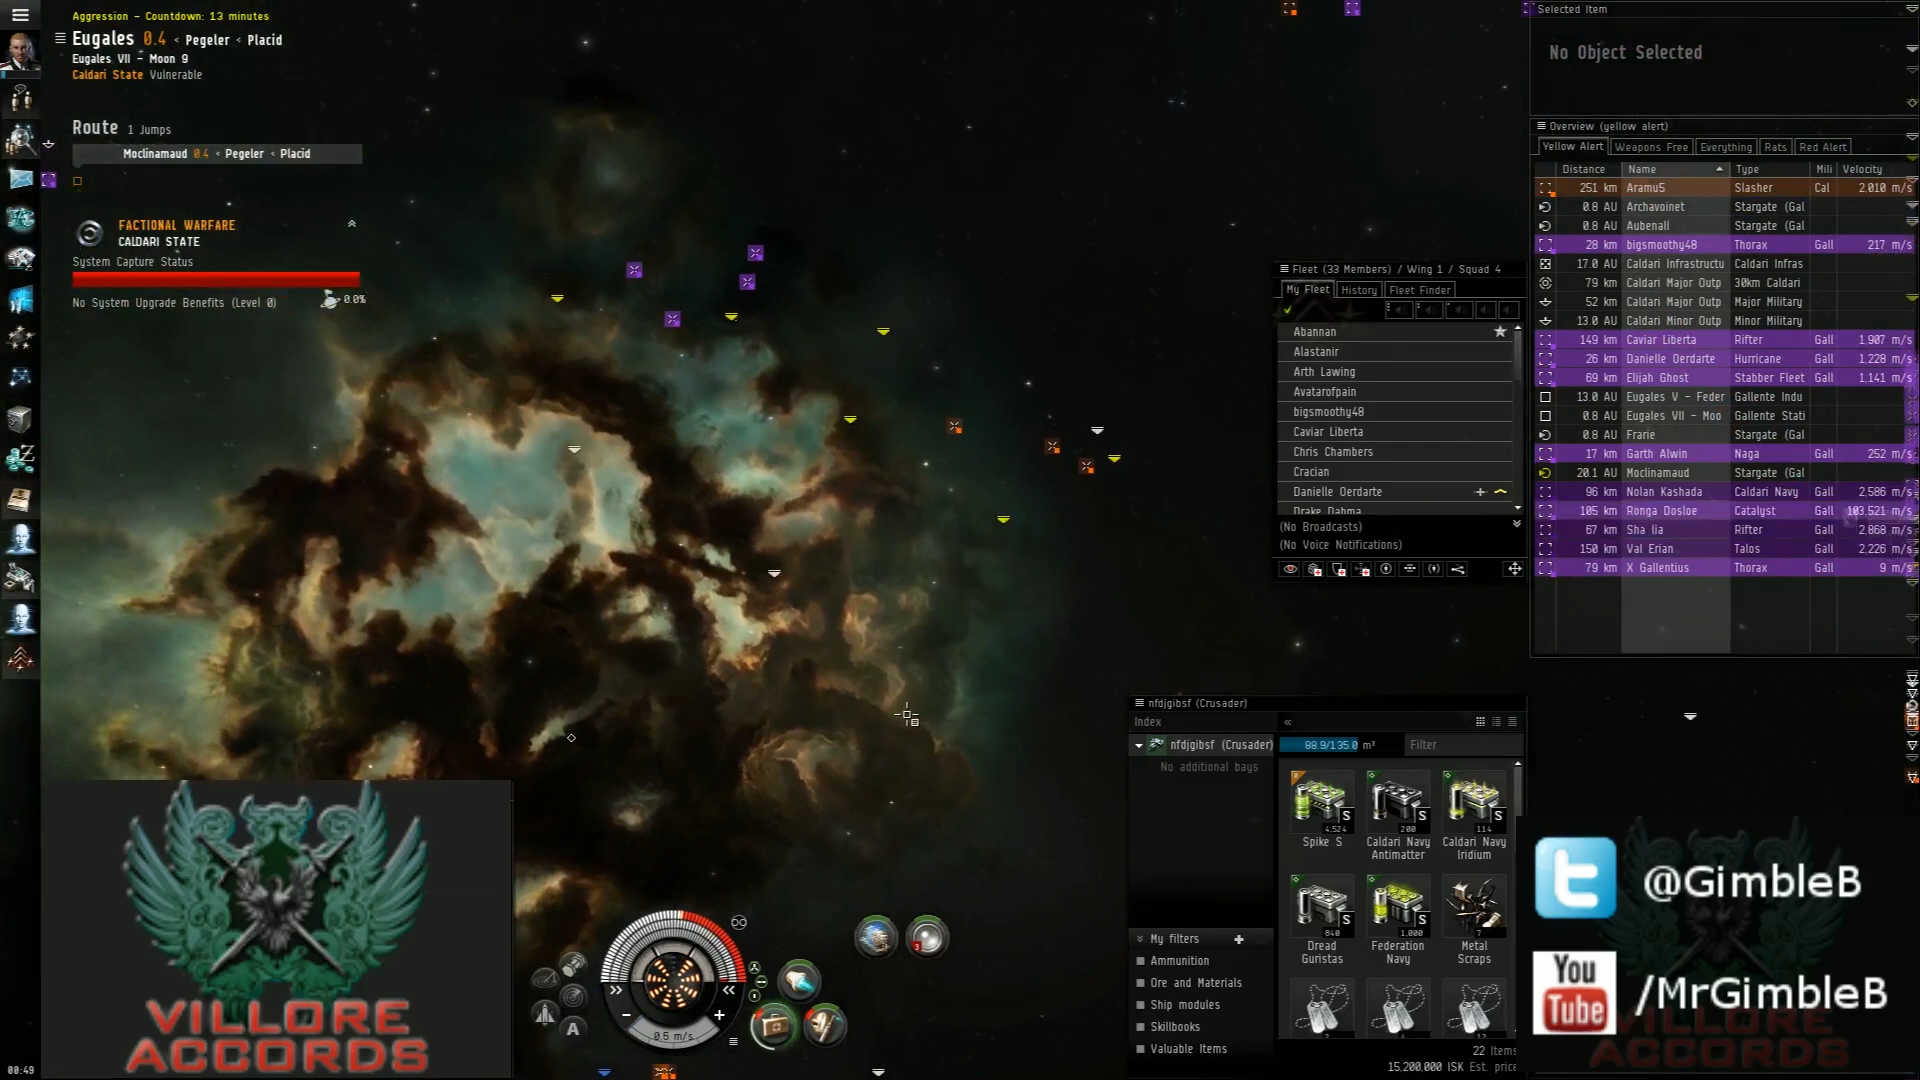 Aggression - Countdown: 13 minutes
Eugales 0.4 < Pegeler < Placid
Eugales VII - Moon 9
Caldari State Vulnerable
Route 1 Jumps
Moclinamaud 0.4 < Pegeler < Placid
FACTIONAL WARFARE
CALDARI STATE
System Capture Status
No System Upgrade Benefits (Level 0) 0.0%
Selected Item
No Object Selected
Overview (yellow alert)
Yellow Alert Weapons Free Everything Rats Red Alert
Distance Name Type Mili Velocity
251 km Aramu5 Slasher Cal 2,010 m/s
0.8 AU Archavoinet Stargate (Gal
0.8 AU Aubenall Stargate (Gal
28 km bigsmoothy48 Thorax Gall 217 m/s
17.0 AU Caldari Infrastructu Caldari Infras
79 km Caldari Major Outp 30km Caldari
52 km Caldari Major Outp Major Military
13.0 AU Caldari Minor Outp Minor Military
149 km Caviar Liberta Rifter Gall 1,907 m/s
26 km Danielle Oerdarte Hurricane Gall 1,228 m/s
69 km Elijah Ghost Stabber Fleet Gall 1,141 m/s
13.0 AU Eugales V - Feder Gallente Indu
0.8 AU Eugales VII - Moo Gallente Stati
0.8 AU Frarie Stargate (Gal
17 km Garth Alwin Naga Gall 252 m/s
20.1 AU Moclinamaud Stargate (Gal
96 km Nolan Kashada Caldari Navy Gall 2,586 m/s
105 km Ronga Dosloe Catalyst Gall 103,521 m/s
67 km Sha lia Rifter Gall 2,868 m/s
150 km Val Erian Talos Gall 2,226 m/s
79 km X Gallentius Thorax Gall 9 m/s
Fleet (33 Members) / Wing 1 / Squad 4
My Fleet History Fleet Finder
Abannan
Alastanir
Arth Lawing
Avatarofpain
bigsmoothy48
Caviar Liberta
Chris Chambers
Cracian
Danielle Oerdarte
Drake Dahma
(No Broadcasts)
(No Voice Notifications)
nfdjgibsf (Crusader)
Index
nfdjgibsf (Crusader) 88.9/135.0 m³ Filter
No additional bays
S 4,524 S 200 S 114
Spike S Caldari Navy Antimatter Caldari Navy Iridium
S 840 S 1,000 7
Dread Guristas Federation Navy Metal Scraps
My filters
Ammunition
Ore and Materials
Ship modules
Skillbooks
Valuable Items
22 Items
15,200,000 ISK Est. price
0.5 m/s
A
3
00:49
VILLORE
ACCORDS
@GimbleB
You
Tube
/MrGimbleB
VILLORE
ACCORDS